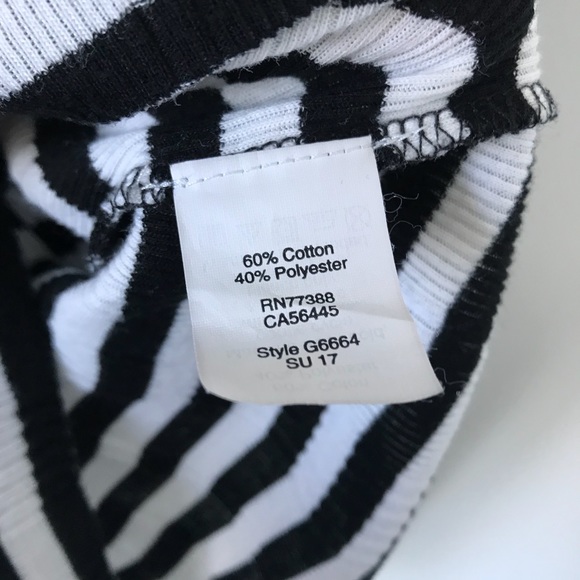 60% Cotton
40% Polyester
RN77388
CA56445
Style G6664
SU 17